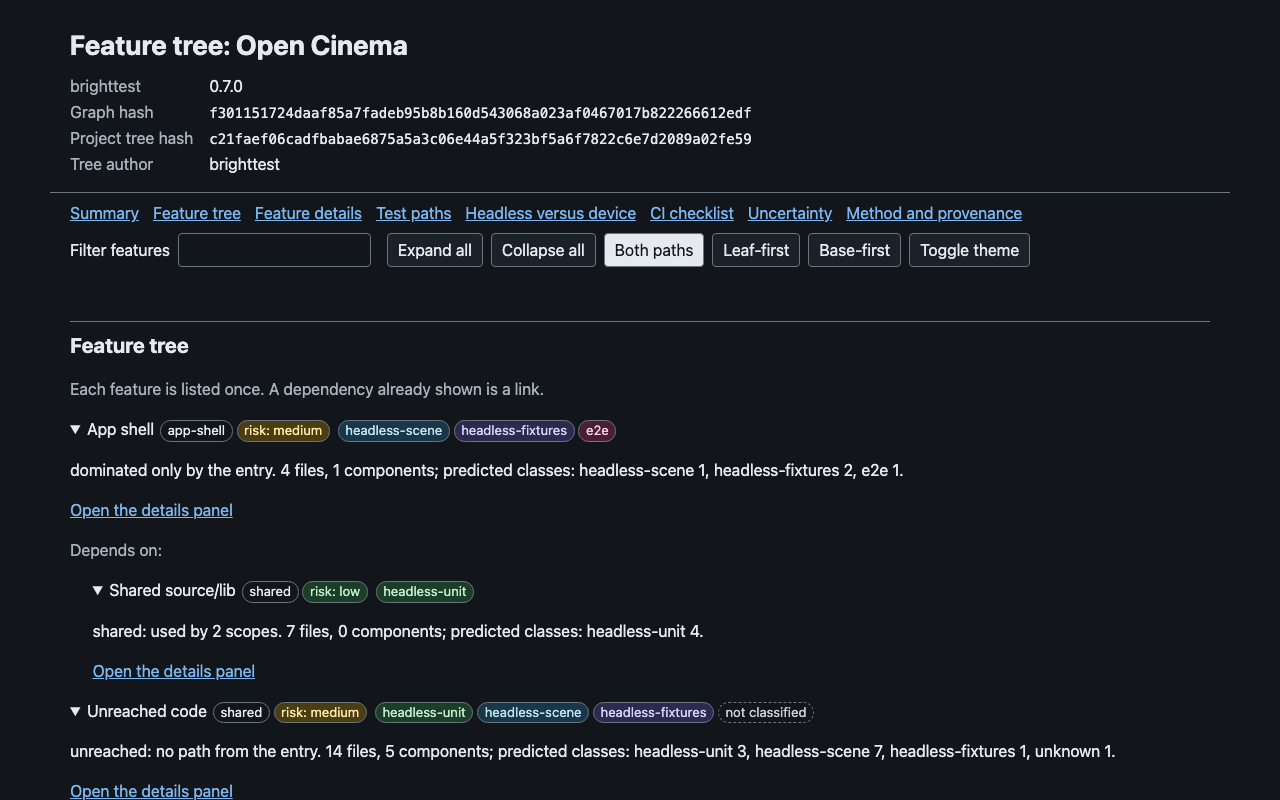 Feature tree: Open Cinema
brighttest 0.7.0
Graph hash f301151724daaf85a7fadeb95b8b160d543068a023af0467017b822266612edf
Project tree hash c21faef06cadfbabae6875a5a3c06e44a5f323bf5a6f7822c6e7d2089a02fe59
Tree author brighttest
Summary Feature tree Feature details Test paths Headless versus device CI checklist Uncertainty Method and provenance
Filter features Expand all Collapse all Both paths Leaf-first Base-first Toggle theme
Feature tree
Each feature is listed once. A dependency already shown is a link.
App shell app-shell risk: medium headless-scene headless-fixtures e2e
dominated only by the entry. 4 files, 1 components; predicted classes: headless-scene 1, headless-fixtures 2, e2e 1.
Open the details panel
Depends on:
Shared source/lib shared risk: low headless-unit
shared: used by 2 scopes. 7 files, 0 components; predicted classes: headless-unit 4.
Open the details panel
Unreached code shared risk: medium headless-unit headless-scene headless-fixtures not classified
unreached: no path from the entry. 14 files, 5 components; predicted classes: headless-unit 3, headless-scene 7, headless-fixtures 1, unknown 1.
Open the details panel